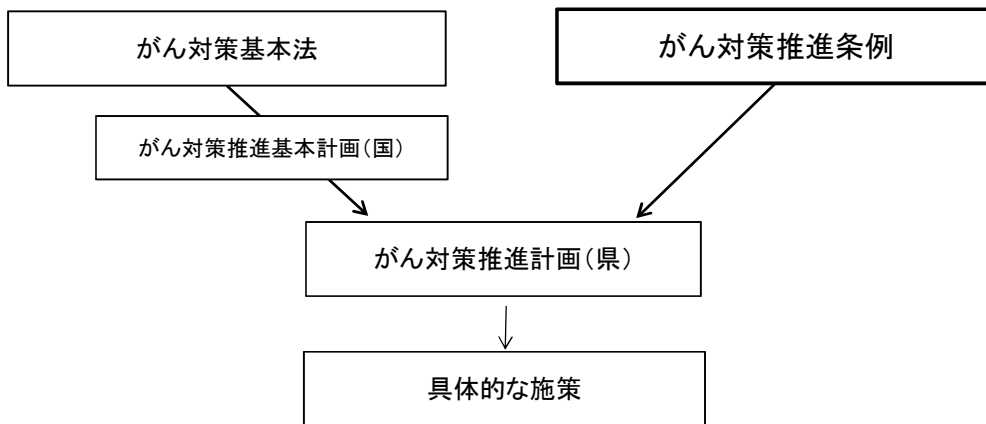 がん対策基本法
がん対策推進条例
がん対策推進基本計画（国）
がん対策推進計画（県）
具体的な施策